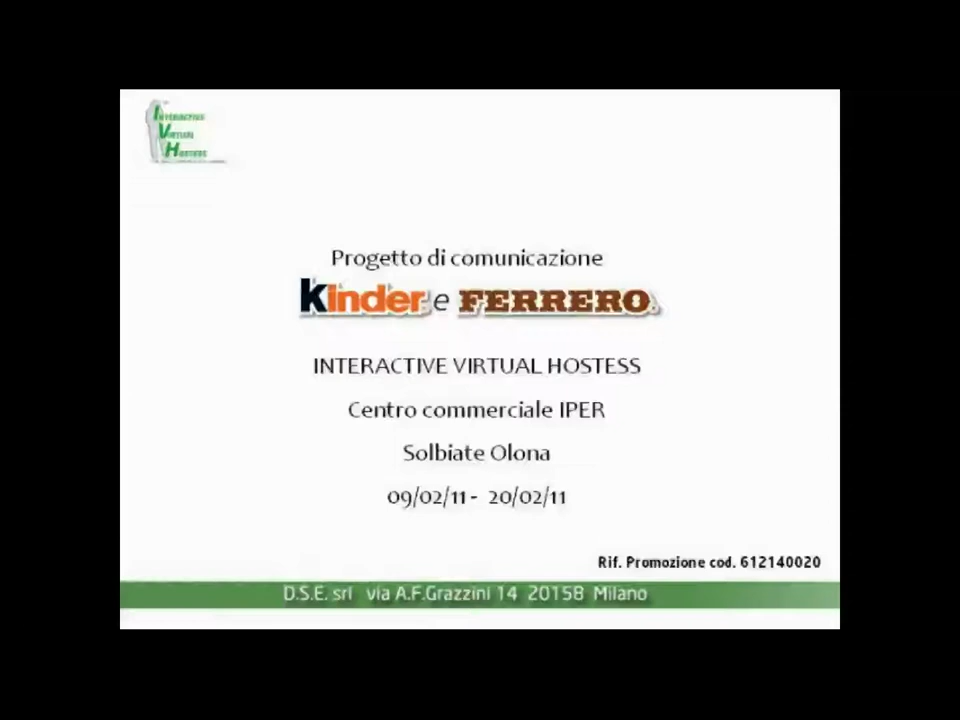 INTERACTIVE
VIRTUAL
HOSTESS
Progetto di comunicazione
Kinder e FERRERO
INTERACTIVE VIRTUAL HOSTESS
Centro commerciale IPER
Solbiate Olona
09/02/11 - 20/02/11
Rif. Promozione cod. 612140020
D.S.E. srl via A.F.Grazzini 14 20158 Milano